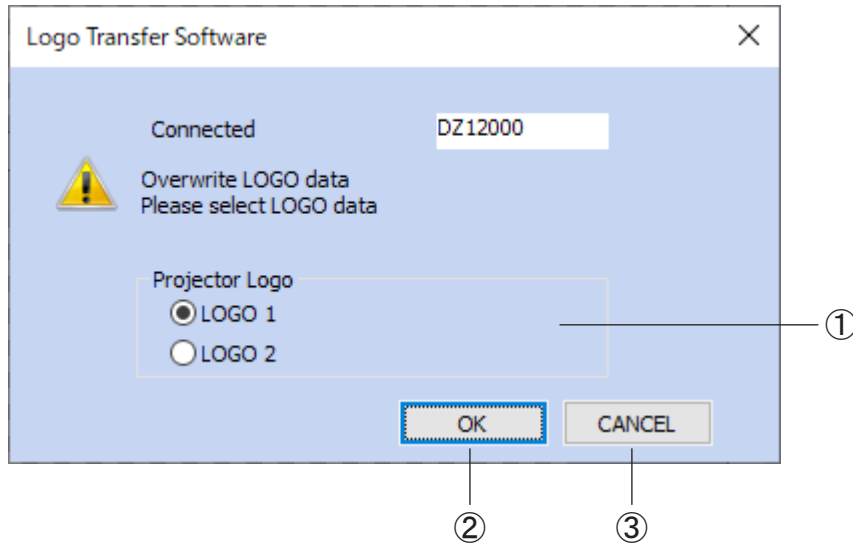 Logo Transfer Software
Connected DZ12000
Overwrite LOGO data
Please select LOGO data
Projector Logo
LOGO 1
①
LOGO 2
OK CANCEL
② ③